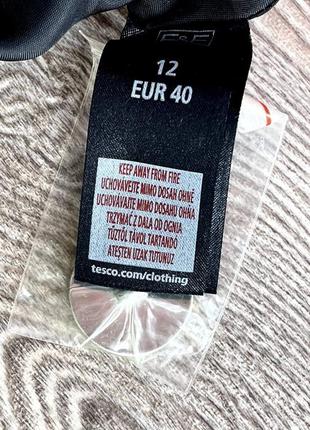 F&F
12
EUR 40
KEEP AWAY FROM FIRE
UCHOVÁVEJTE MIMO DOSAH OHNĚ
UCHOVÁVAJTE MIMO DOSAHU OHŇA
TRZYMAĆ Z DALA OD OGNIA
TŰZTŐL TÁVOL TARTANDÓ
ATEŞTEN UZAK TUTUNUZ
tesco.com/clothing